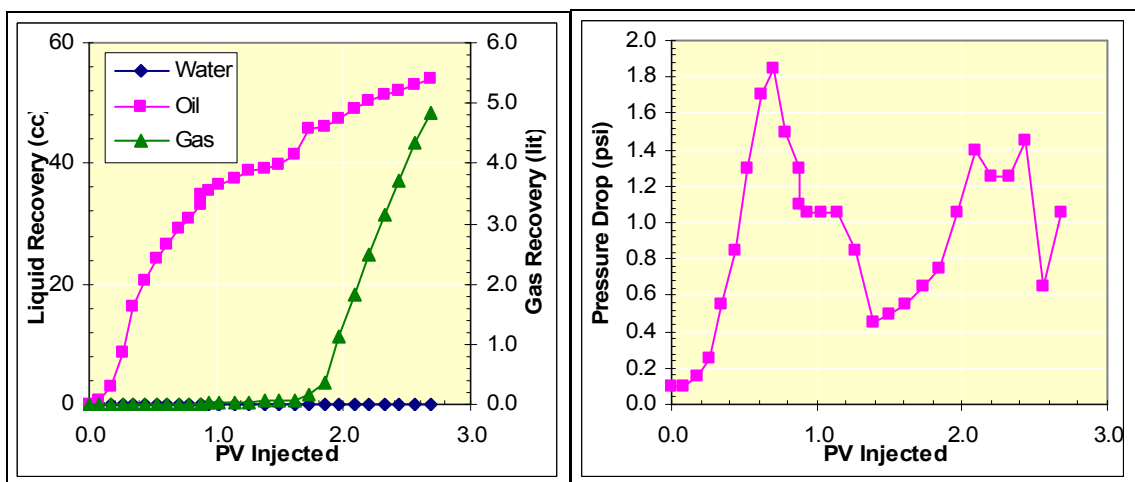 60
40
20
0
Liquid Recovery (cc)
Water
Oil
Gas
6.0
5.0
4.0
3.0
2.0
1.0
0.0
Gas Recovery (lit)
0.0 1.0 2.0 3.0
PV Injected
2.0
1.8
1.6
1.4
1.2
1.0
0.8
0.6
0.4
0.2
0.0
Pressure Drop (psi)
0.0 1.0 2.0 3.0
PV Injected